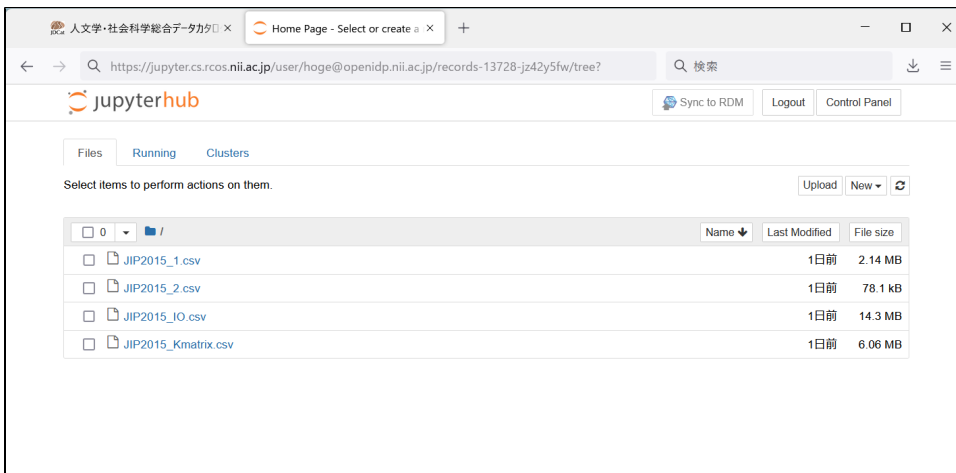 JDCat 人文学・社会科学総合データカタロ ×
Home Page - Select or create a ×
https://jupyter.cs.rcos.nii.ac.jp/user/hoge@openidp.nii.ac.jp/records-13728-jz42y5fw/tree?
検索
jupyterhub
Sync to RDM Logout Control Panel
Files Running Clusters
Select items to perform actions on them.
Upload New
0 /
Name Last Modified File size
JIP2015_1.csv 1日前 2.14 MB
JIP2015_2.csv 1日前 78.1 kB
JIP2015_IO.csv 1日前 14.3 MB
JIP2015_Kmatrix.csv 1日前 6.06 MB